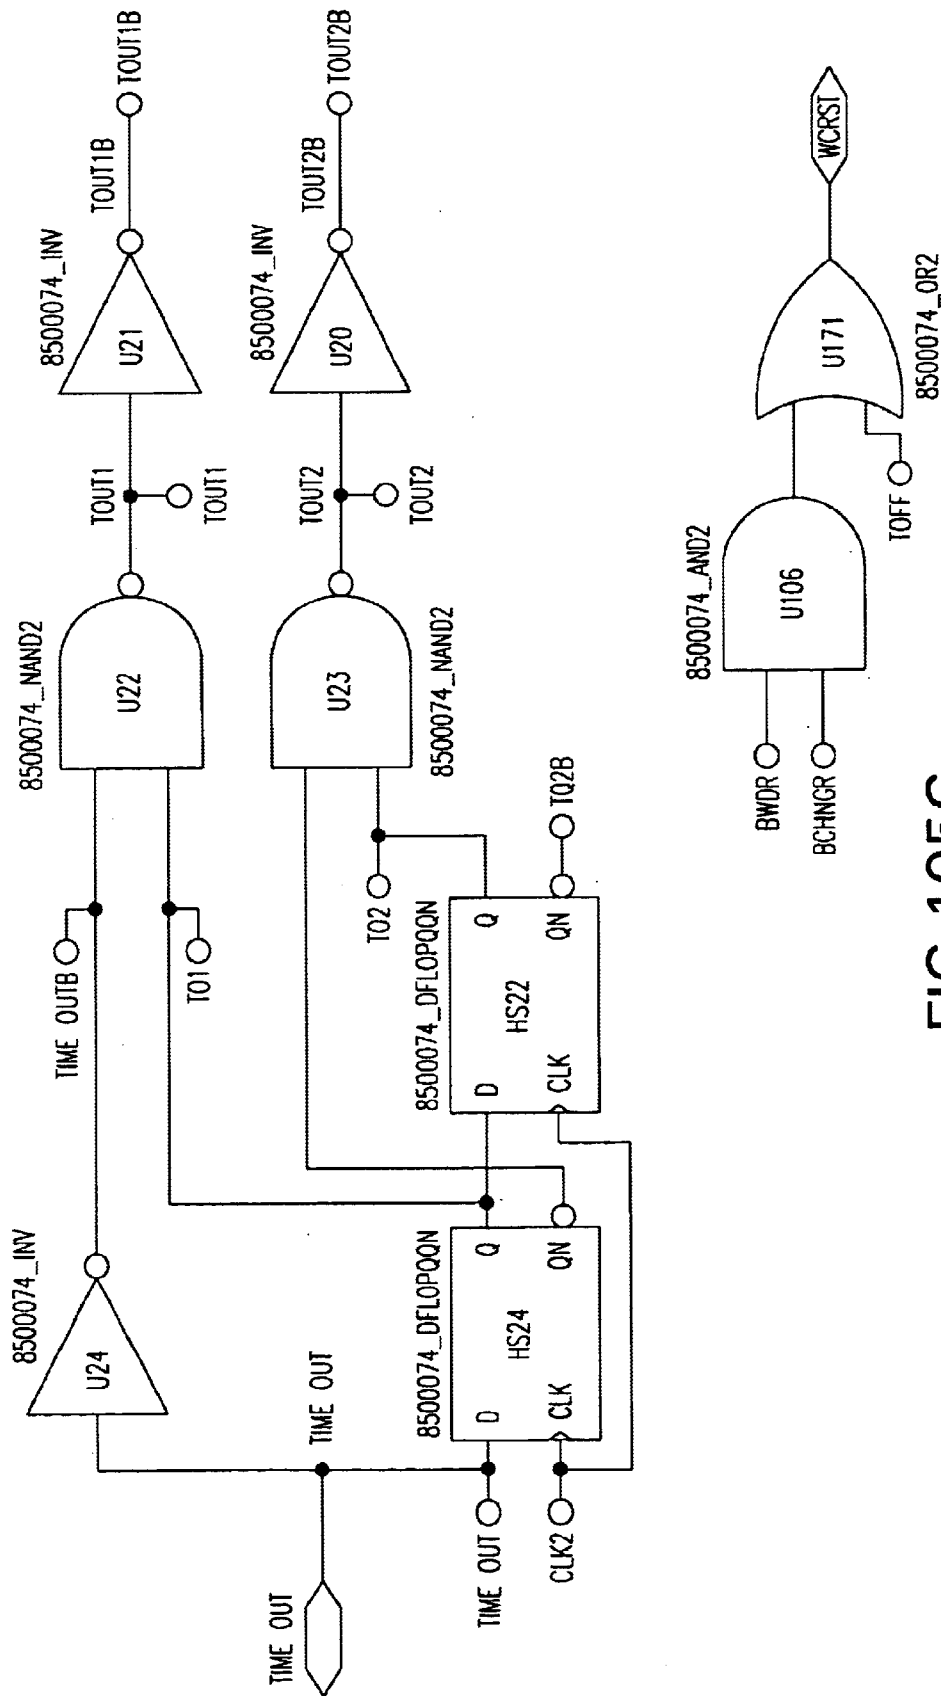 TIME OUT
TIME OUT
8500074_INV
U24
TIME OUTB
TO1
8500074_NAND2
U22
TOUT1
TOUT1
8500074_INV
U21
TOUT1B
TOUT1B
8500074_NAND2
U23
TOUT2
TOUT2
8500074_INV
U20
TOUT2B
TOUT2B
TIME OUT
CLK2
8500074_DFLOPQQN
D
Q
HS24
CLK
QN
8500074_DFLOPQQN
D
Q
HS22
CLK
QN
TO2
TQ2B
BWDR
BCHNGR
8500074_AND2
U106
TOFF
U171
8500074_OR2
WCRST